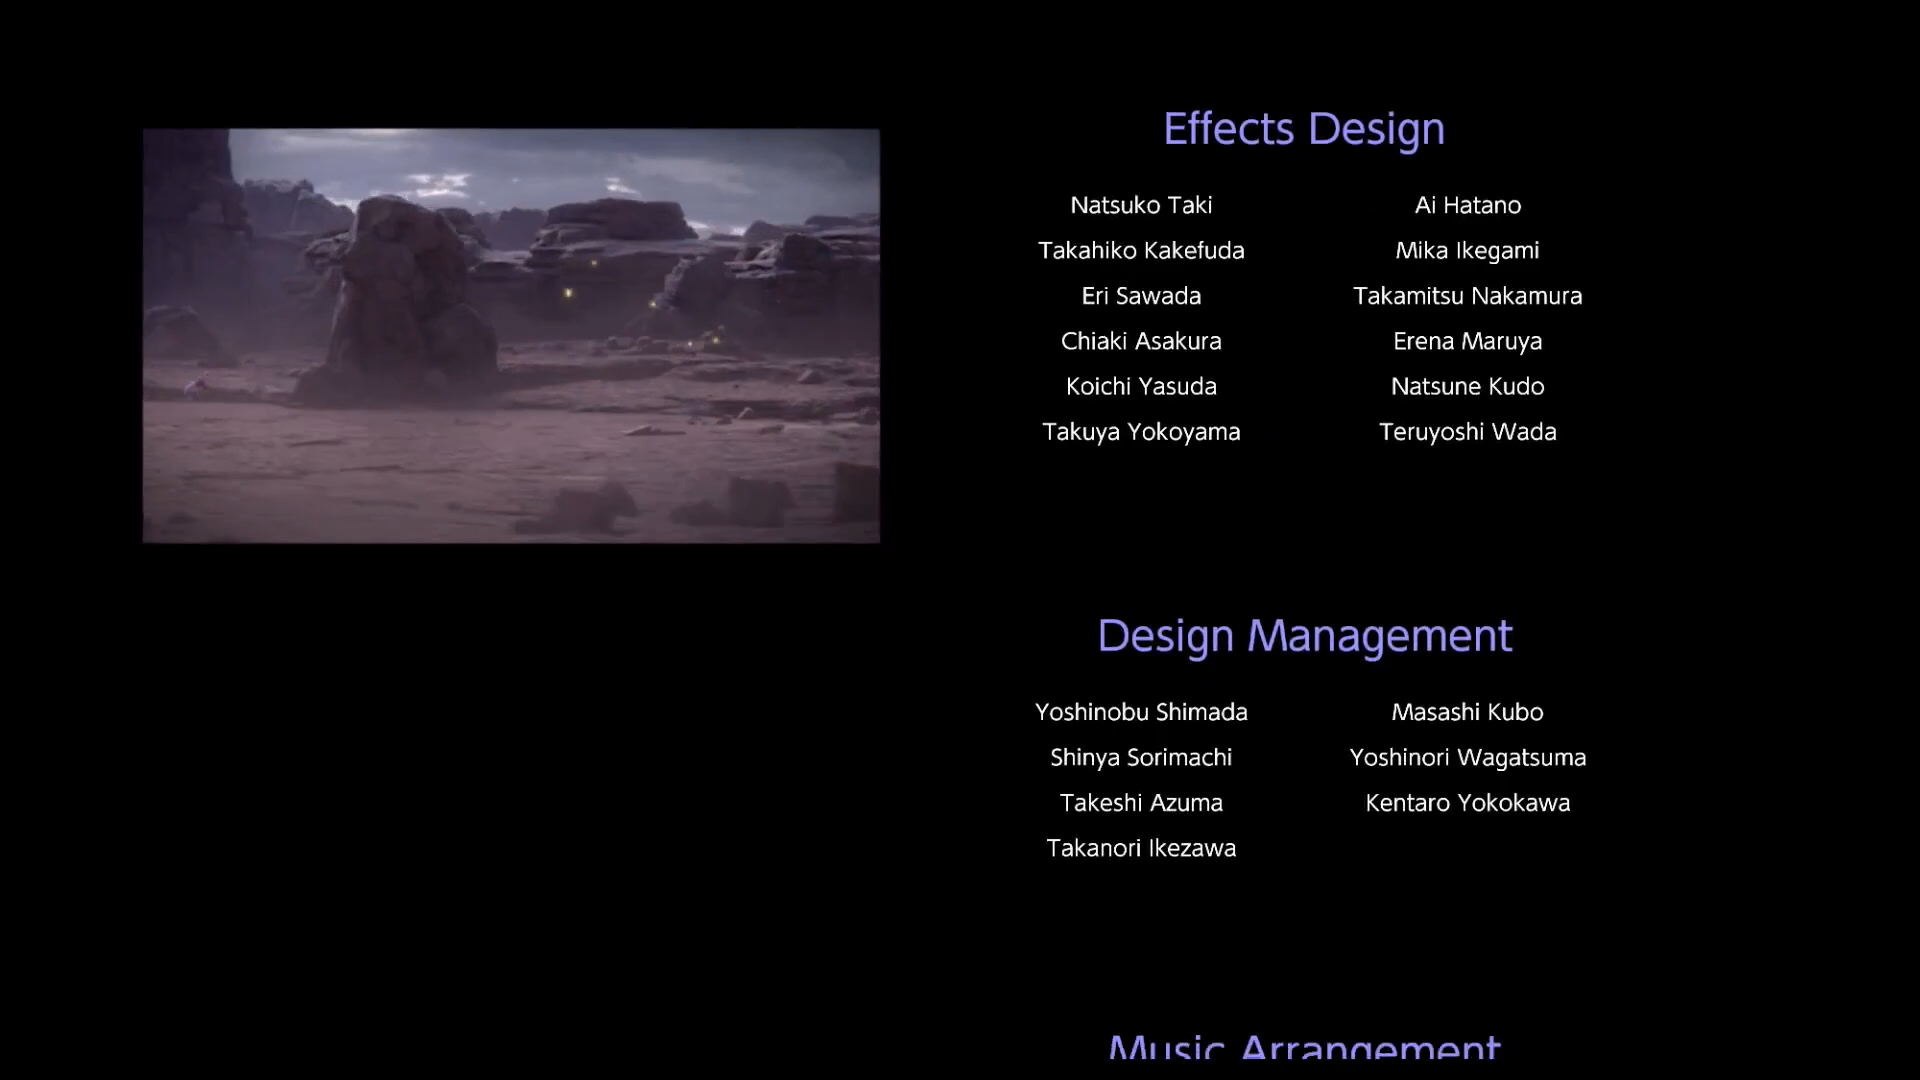 Effects Design
Natsuko Taki Ai Hatano
Takahiko Kakefuda Mika Ikegami
Eri Sawada Takamitsu Nakamura
Chiaki Asakura Erena Maruya
Koichi Yasuda Natsune Kudo
Takuya Yokoyama Teruyoshi Wada
Design Management
Yoshinobu Shimada Masashi Kubo
Shinya Sorimachi Yoshinori Wagatsuma
Takeshi Azuma Kentaro Yokokawa
Takanori Ikezawa
Music Arrangement